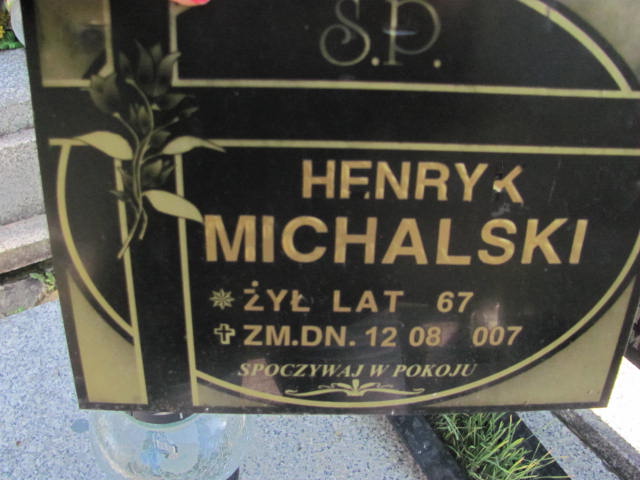 S.P.
HENRYK
MICHALSKI
ŻYŁ LAT 67
ZM.DN. 12 08 007
SPOCZYWAJ W POKOJU